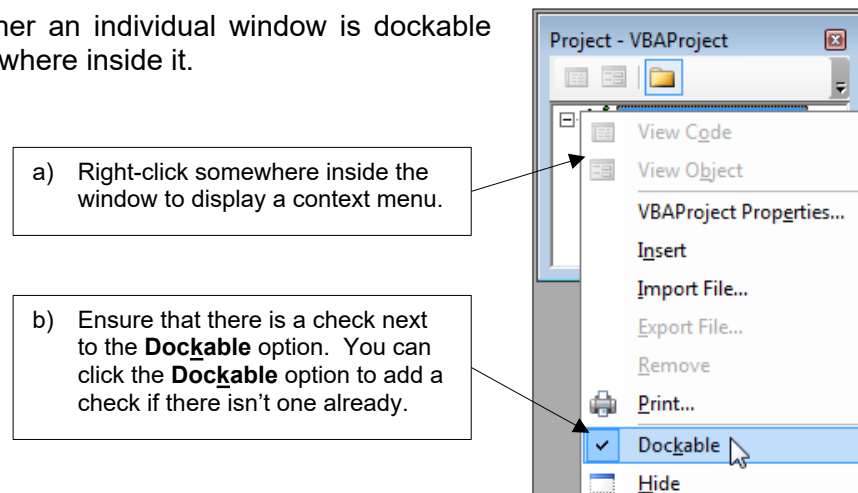 her an individual window is dockable
where inside it.
a) Right-click somewhere inside the
window to display a context menu.
b) Ensure that there is a check next
to the Dockable option. You can
click the Dockable option to add a
check if there isn’t one already.
Project - VBAProject
View Code
View Object
VBAProject Properties...
Insert
Import File...
Export File...
Remove
Print...
Dockable
Hide